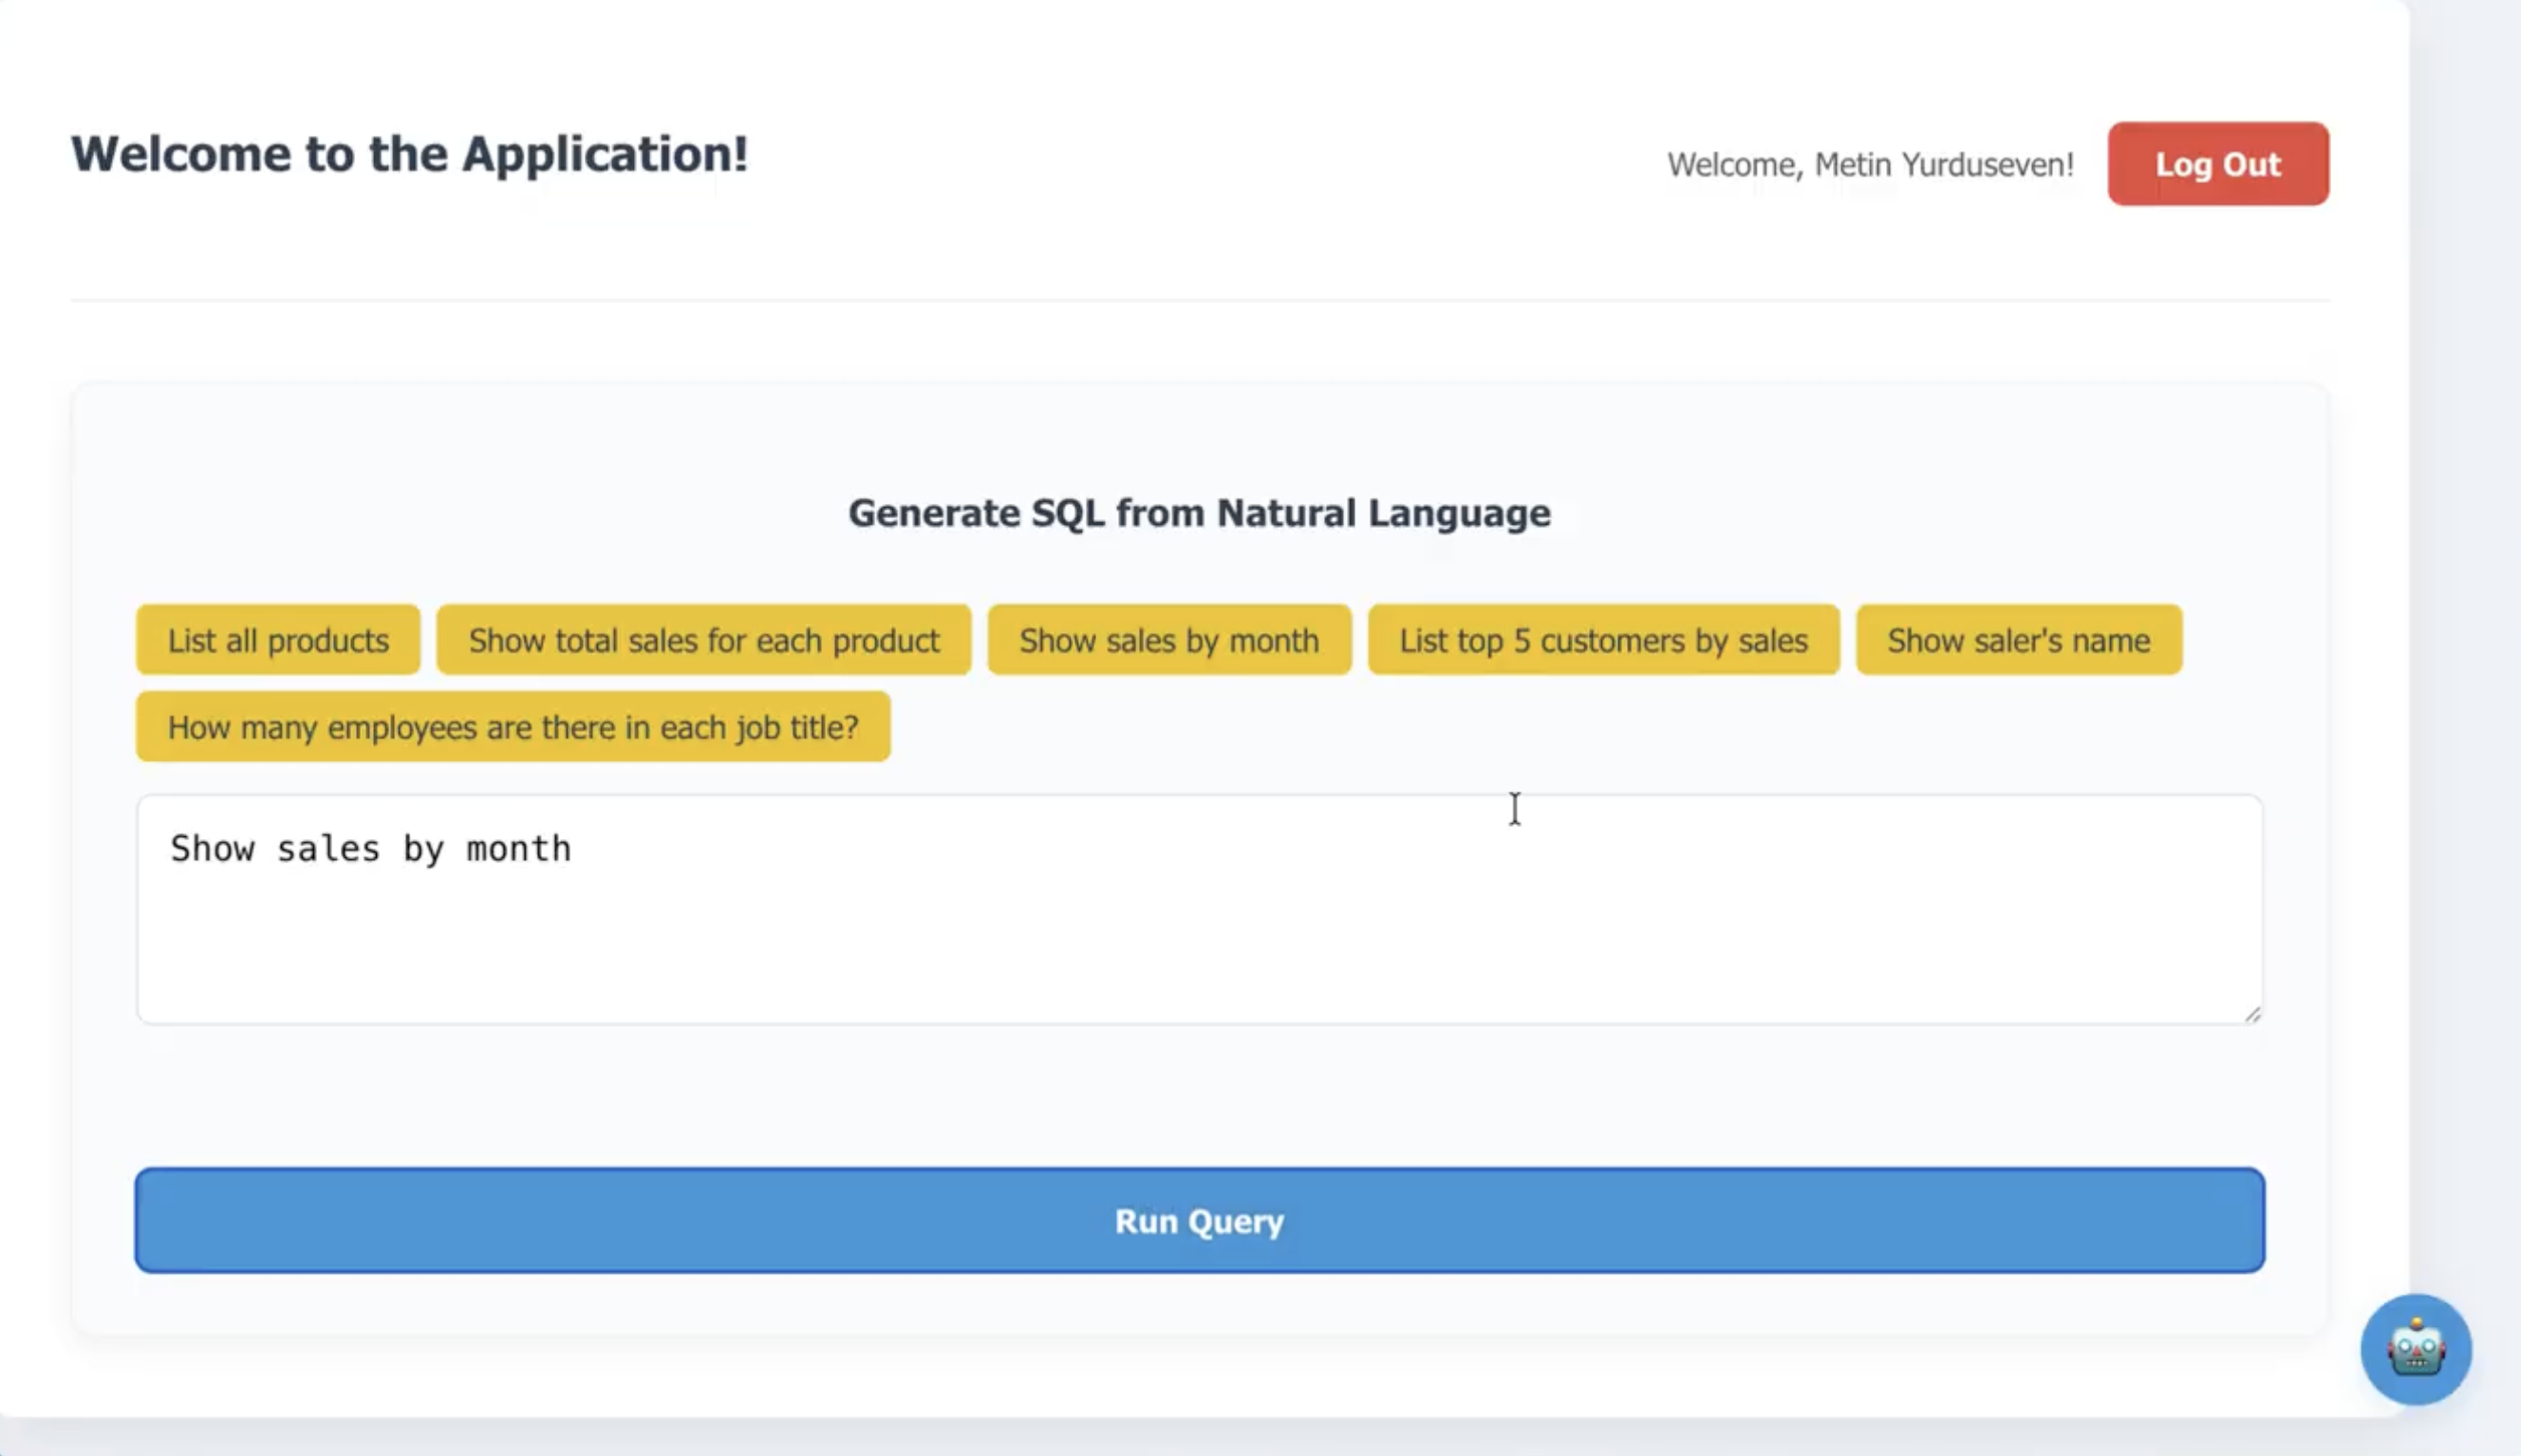 Welcome to the Application!
Welcome, Metin Yurduseven!
Log Out
Generate SQL from Natural Language
List all products
Show total sales for each product
Show sales by month
List top 5 customers by sales
Show saler's name
How many employees are there in each job title?
Show sales by month
Run Query